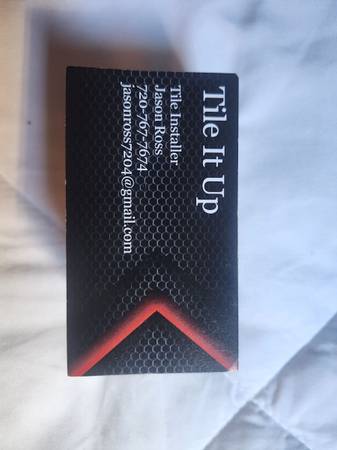 Tile It Up
Tile Installer
Jason Ross
720-767-7674
jasonross7204@gmail.com